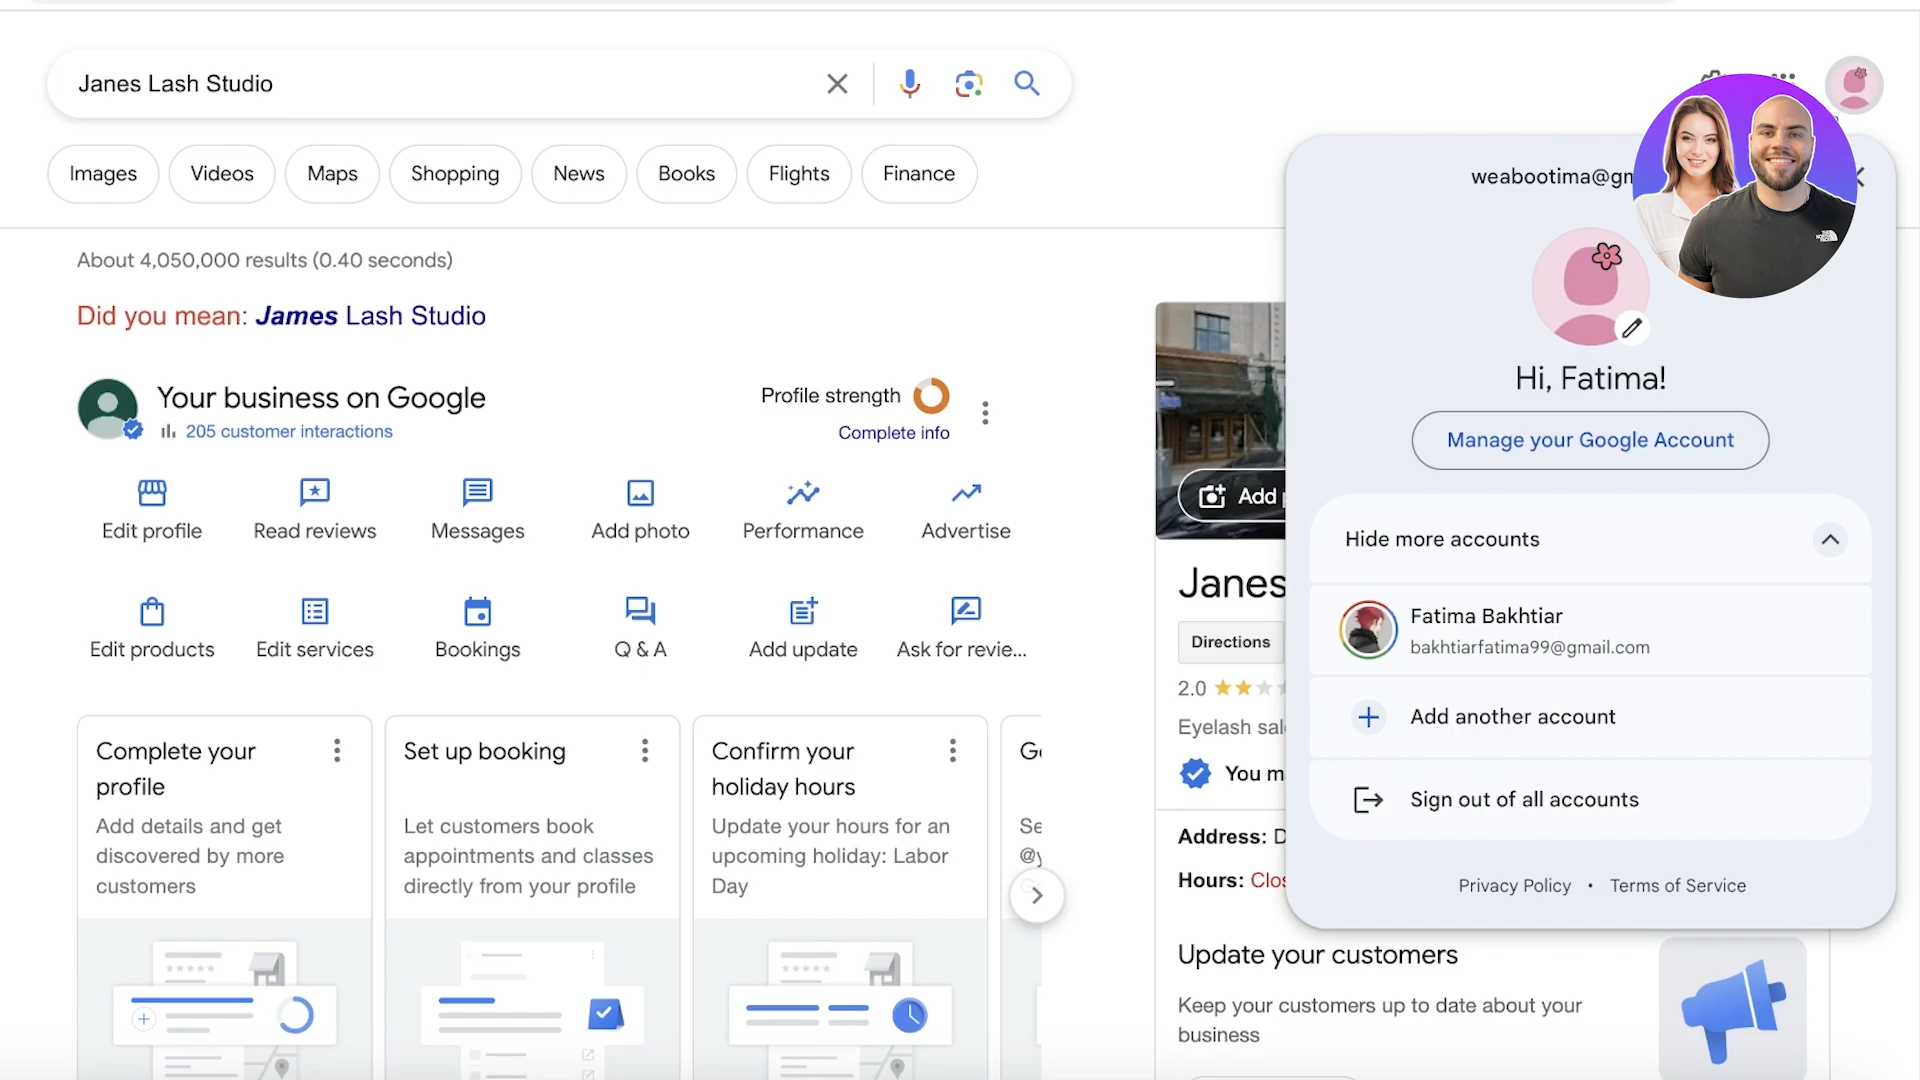 Janes Lash Studio
Images
Videos
Maps
Shopping
News
Books
Flights
Finance
About 4,050,000 results (0.40 seconds)
Did you mean: James Lash Studio
Your business on Google
205 customer interactions
Profile strength
Complete info
Edit profile
Read reviews
Messages
Add photo
Performance
Advertise
Edit products
Edit services
Bookings
Q & A
Add update
Ask for revie...
Complete your
profile
Add details and get
discovered by more
customers
Set up booking
Let customers book
appointments and classes
directly from your profile
Confirm your
holiday hours
Update your hours for an
upcoming holiday: Labor
Day
Se
@y
Add
Janes
Directions
2.0
Eyelash sal
You m
Address: D
Hours: Clos
Update your customers
Keep your customers up to date about your
business
weabootima@gm
THE NORTH FACE
Hi, Fatima!
Manage your Google Account
Hide more accounts
Fatima Bakhtiar
bakhtiarfatima99@gmail.com
Add another account
Sign out of all accounts
Privacy Policy • Terms of Service